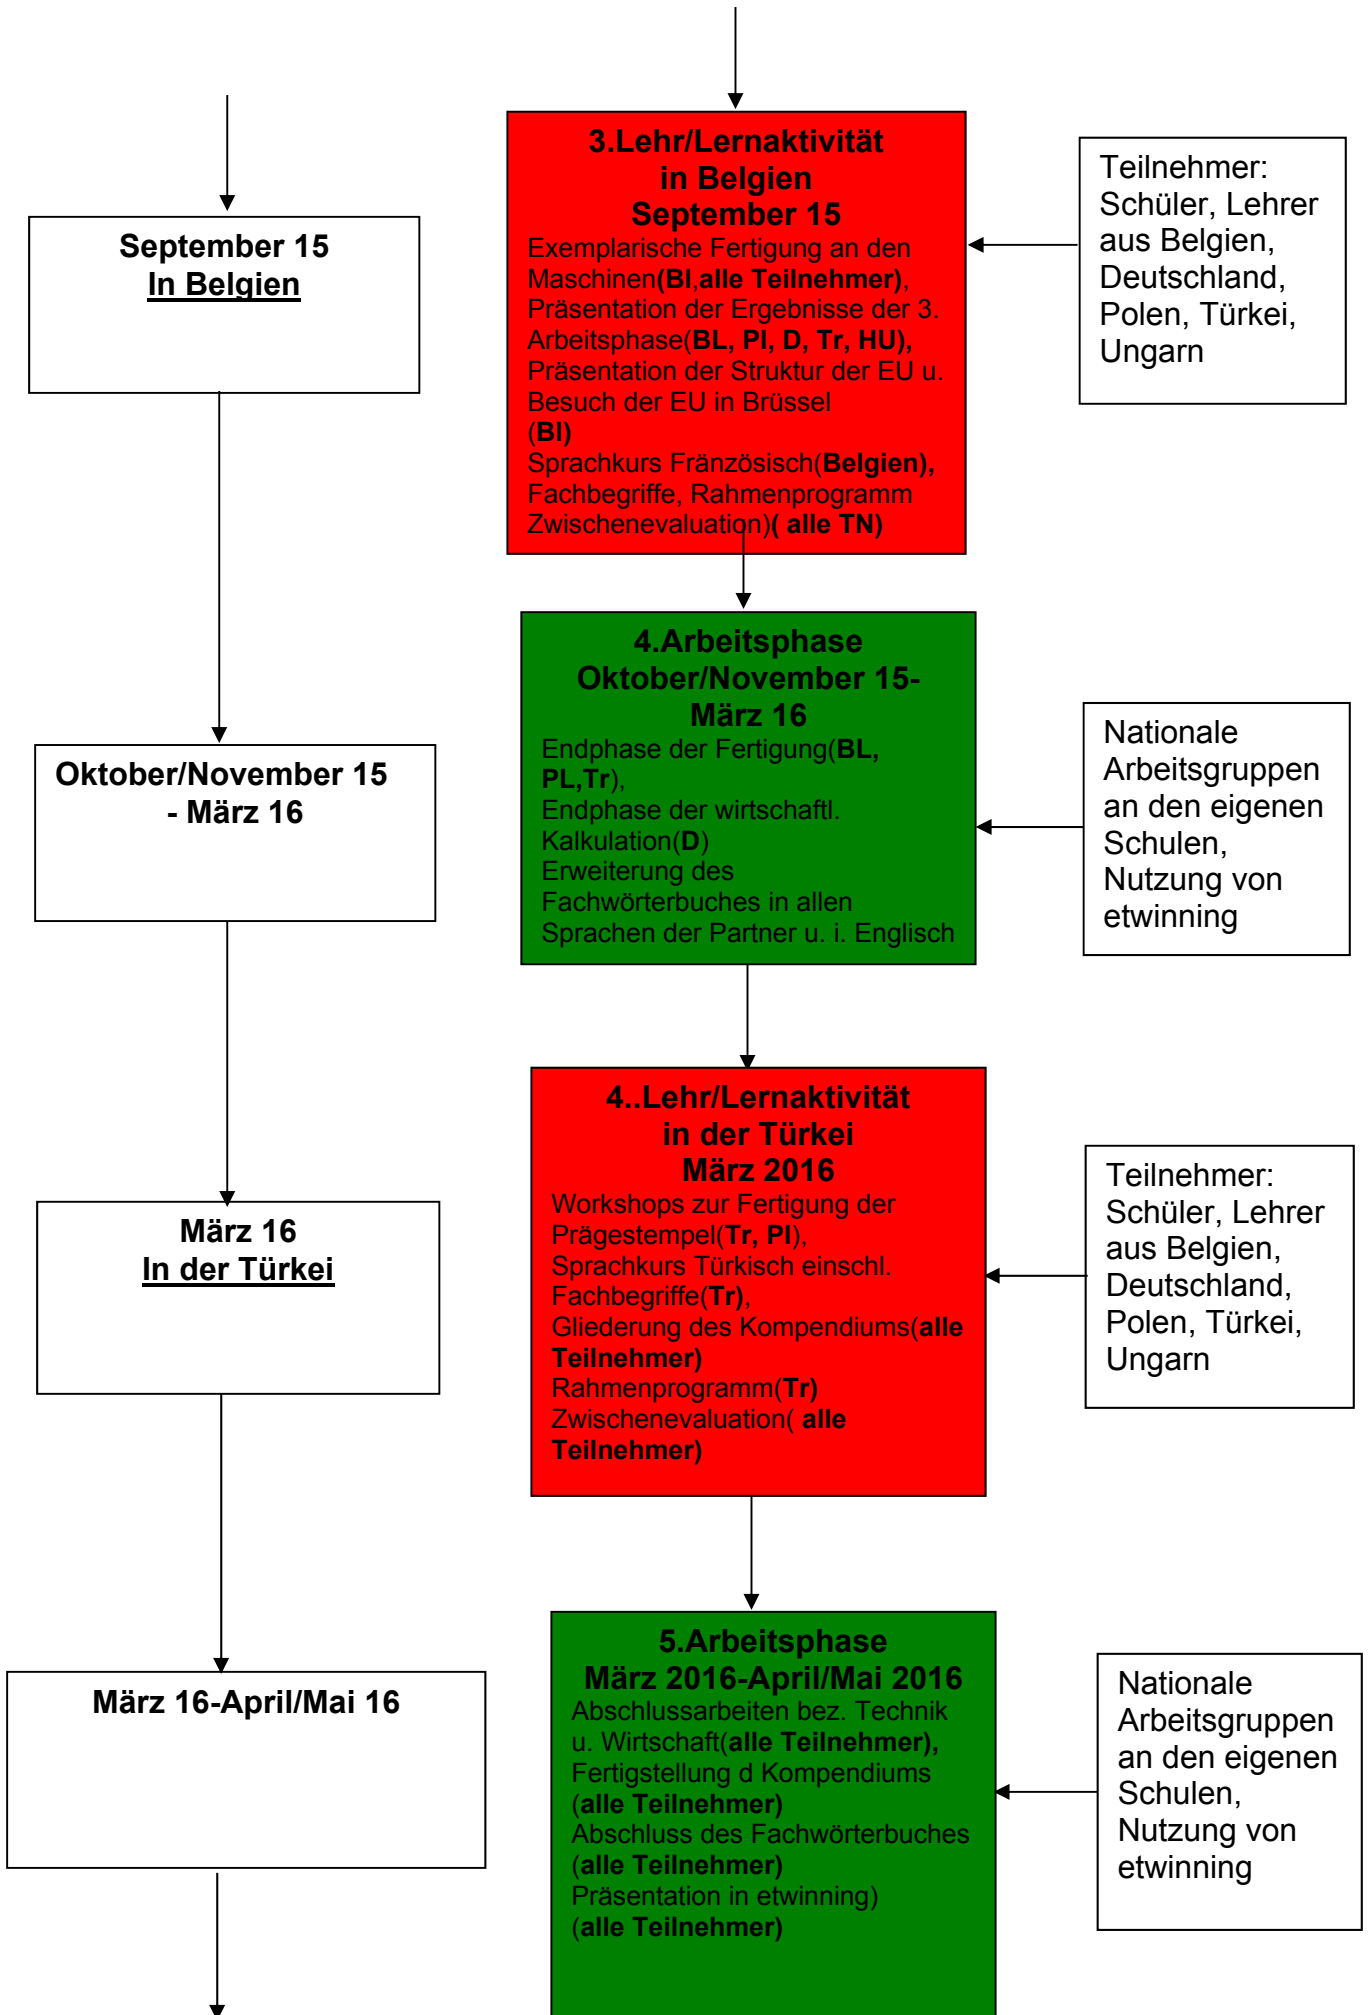 3.Lehr/Lernaktivität
in Belgien
September 15
Exemplarische Fertigung an den
Maschinen(Bl,alle Teilnehmer),
Präsentation der Ergebnisse der 3.
Arbeitsphase(BL, Pl, D, Tr, HU),
Präsentation der Struktur der EU u.
Besuch der EU in Brüssel
(Bl)
Sprachkurs Fränzösisch(Belgien),
Fachbegriffe, Rahmenprogramm
Zwischenevaluation)( alle TN)
Teilnehmer:
Schüler, Lehrer
aus Belgien,
Deutschland,
Polen, Türkei,
Ungarn
September 15
In Belgien
4.Arbeitsphase
Oktober/November 15-
März 16
Endphase der Fertigung(BL,
PL,Tr),
Endphase der wirtschaftl.
Kalkulation(D)
Erweiterung des
Fachwörterbuches in allen
Sprachen der Partner u. i. Englisch
Nationale
Arbeitsgruppen
an den eigenen
Schulen,
Nutzung von
etwinning
Oktober/November 15
- März 16
4..Lehr/Lernaktivität
in der Türkei
März 2016
Workshops zur Fertigung der
Prägestempel(Tr, Pl),
Sprachkurs Türkisch einschl.
Fachbegriffe(Tr),
Gliederung des Kompendiums(alle
Teilnehmer)
Rahmenprogramm(Tr)
Zwischenevaluation( alle
Teilnehmer)
Teilnehmer:
Schüler, Lehrer
aus Belgien,
Deutschland,
Polen, Türkei,
Ungarn
März 16
In der Türkei
5.Arbeitsphase
März 2016-April/Mai 2016
Abschlussarbeiten bez. Technik
u. Wirtschaft(alle Teilnehmer),
Fertigstellung d Kompendiums
(alle Teilnehmer)
Abschluss des Fachwörterbuches
(alle Teilnehmer)
Präsentation in etwinning)
(alle Teilnehmer)
Nationale
Arbeitsgruppen
an den eigenen
Schulen,
Nutzung von
etwinning
März 16-April/Mai 16